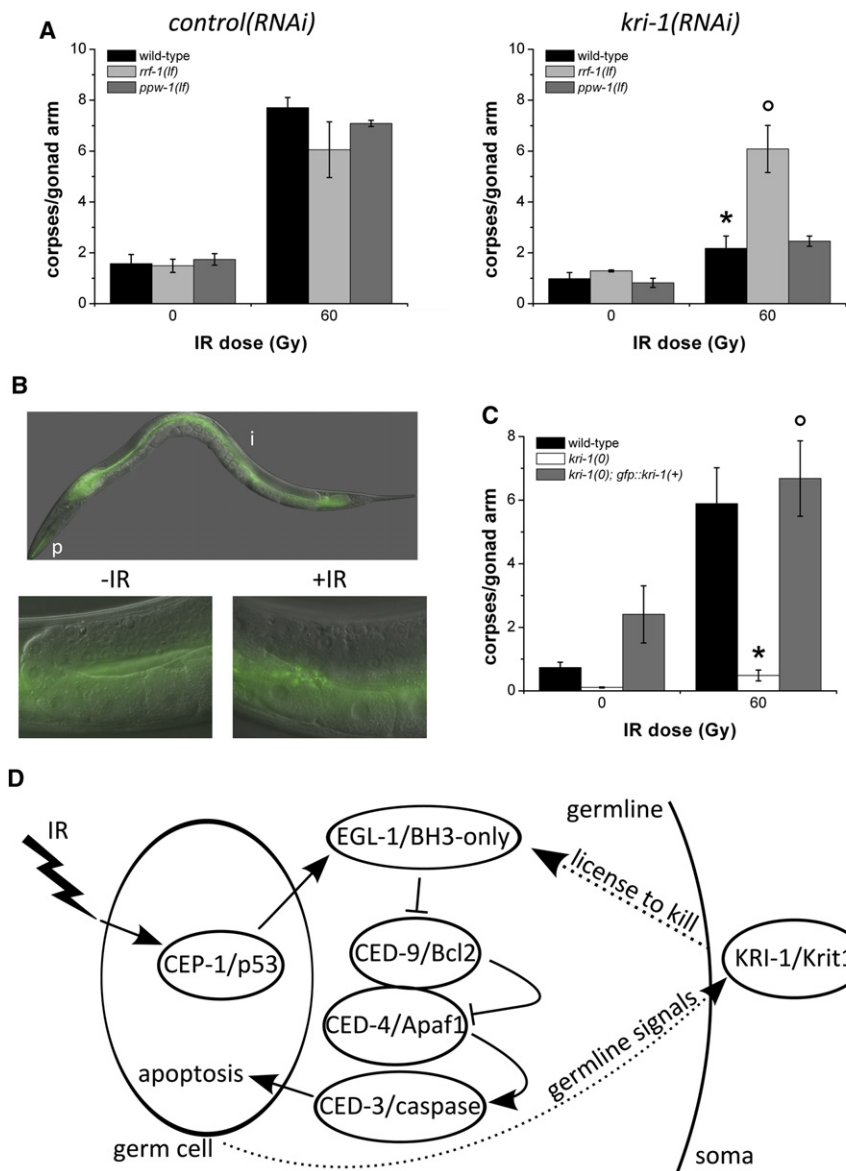 A
control(RNAi)
wild-type
rrf-1(lf)
ppw-1(lf)
corpses/gonad arm
10
8
6
4
2
0
0
60
IR dose (Gy)
kri-1(RNAi)
wild-type
rrf-1(lf)
ppw-1(lf)
corpses/gonad arm
10
8
6
4
2
0
*
0
60
IR dose (Gy)
B
i
p
-IR
+IR
C
wild-type
kri-1(0)
kri-1(0); gfp::kri-1(+)
corpses/gonad arm
8
6
4
2
0
*
0
60
IR dose (Gy)
D
IR
CEP-1/p53
apoptosis
germ cell
EGL-1/BH3-only
CED-9/Bcl2
CED-4/Apaf1
CED-3/caspase
germline
license to kill
KRI-1/Krit1
germline signals
soma